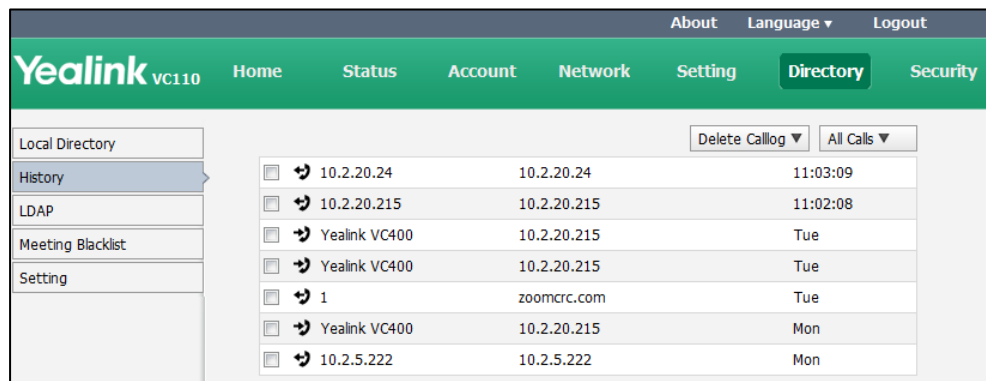 About Language ▾ Logout
Yealink VC110 Home Status Account Network Setting Directory Security
Local Directory
History
LDAP
Meeting Blacklist
Setting
Delete Callog ▼ All Calls ▼
10.2.20.24 10.2.20.24 11:03:09
10.2.20.215 10.2.20.215 11:02:08
Yealink VC400 10.2.20.215 Tue
Yealink VC400 10.2.20.215 Tue
1 zoomcrc.com Tue
Yealink VC400 10.2.20.215 Mon
10.2.5.222 10.2.5.222 Mon